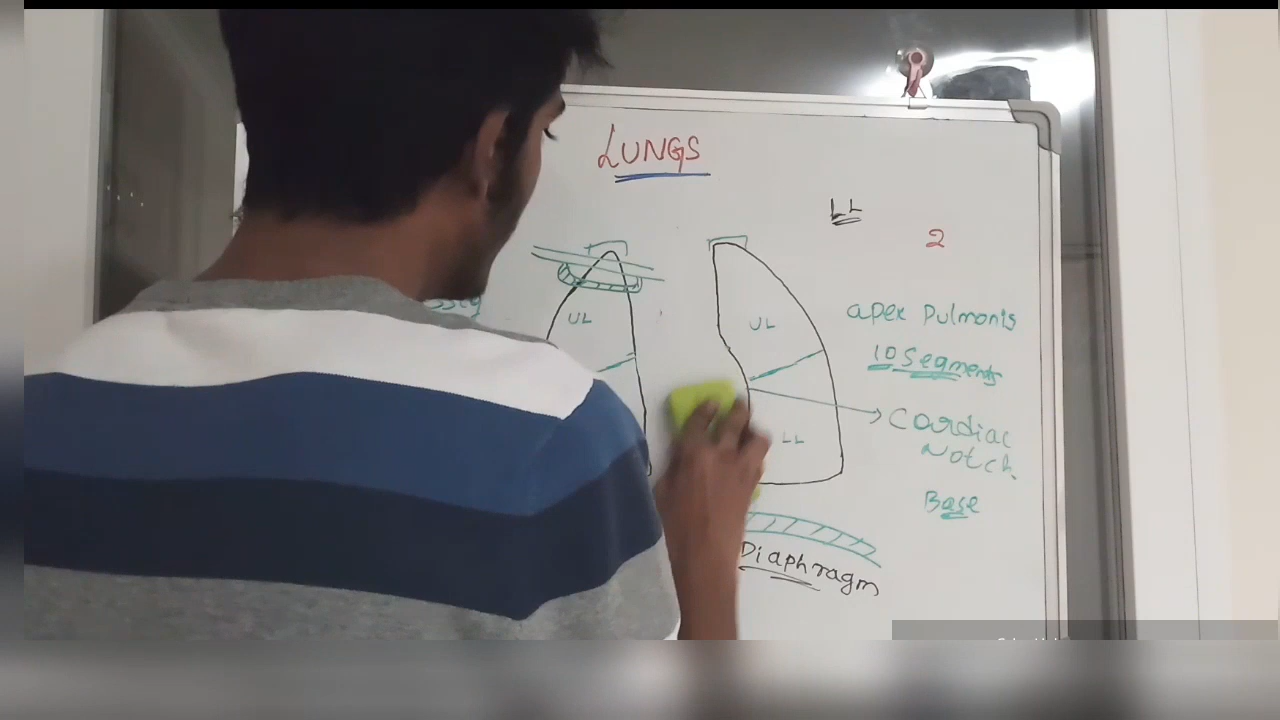 LUNGS
LL
2
UL
UL
apex pulmonis
10 Segments
Cardiac
Notch
LL
Base
Diaphragm